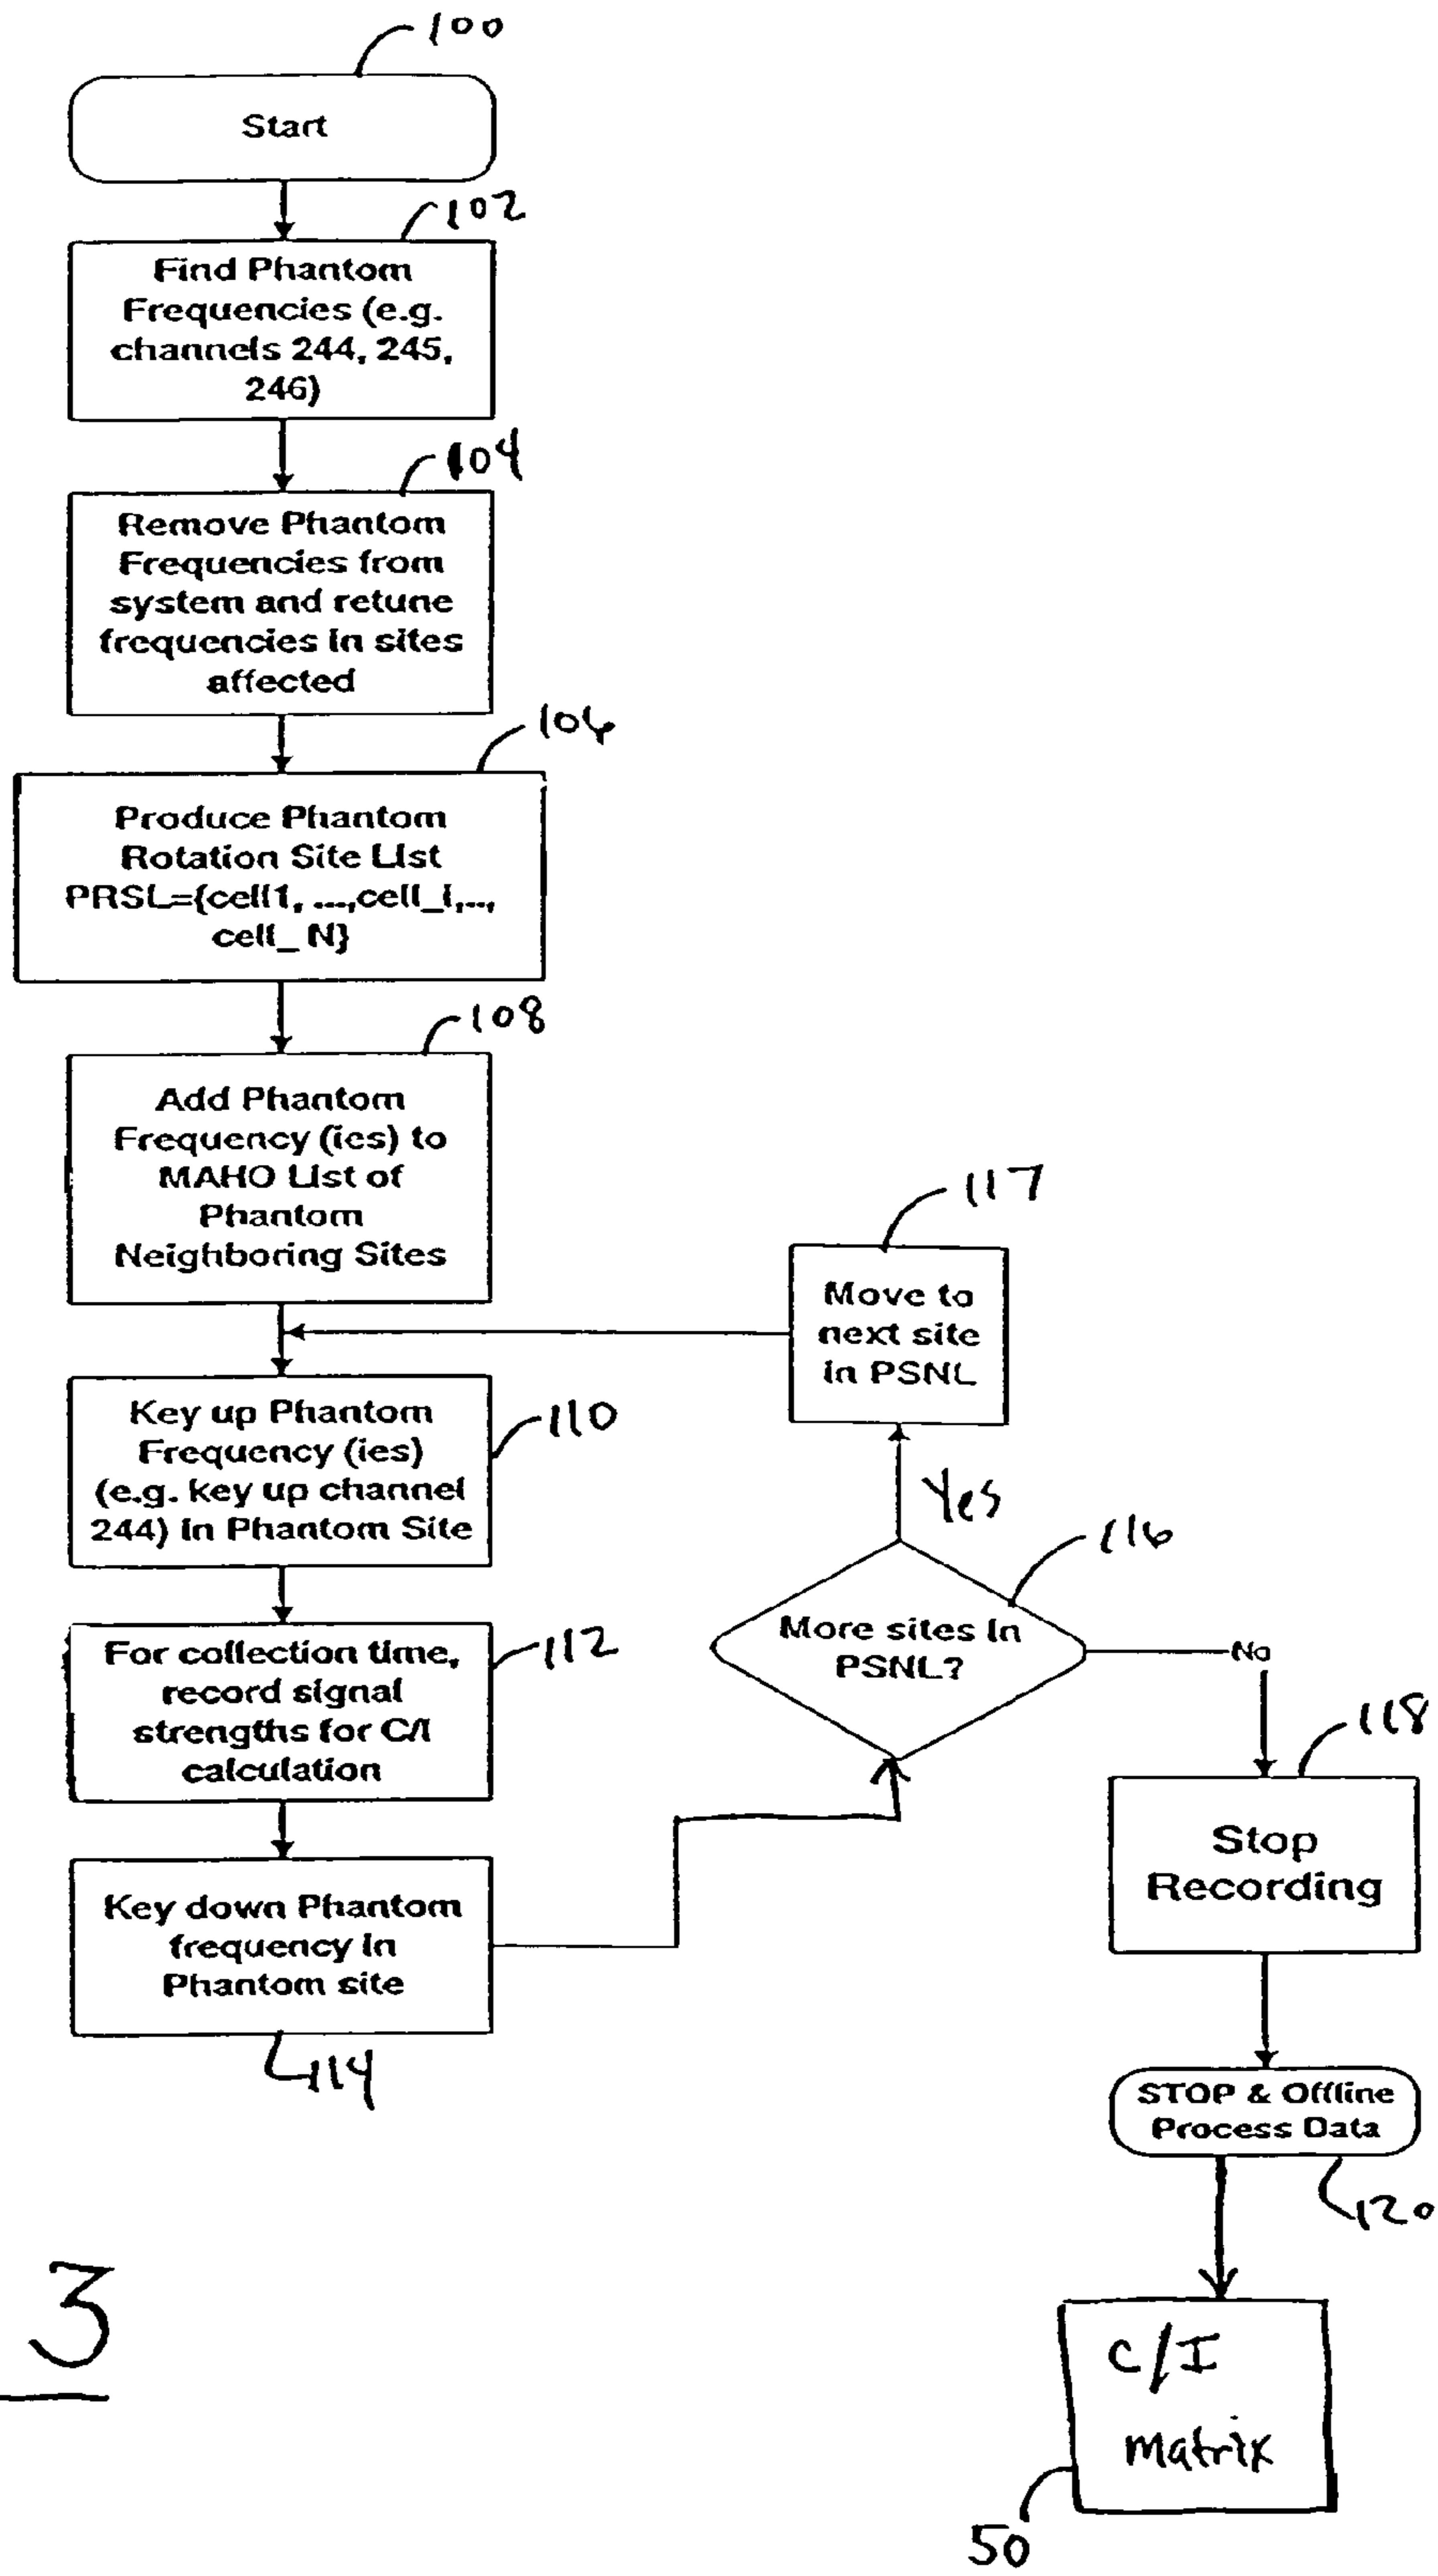 100
Start
102
Find Phantom
Frequencies (e.g.
channels 244, 245,
246)
104
Remove Phantom
Frequencies from
system and retune
frequencies in sites
affected
106
Produce Phantom
Rotation Site List
PRSL={cell1, ...,cell_i,..,
cell_ N}
108
Add Phantom
Frequency (ies) to
MAHO List of
Phantom
Neighboring Sites
117
Move to
next site
in PSNL
Key up Phantom
Frequency (ies)
(e.g. key up channel
244) in Phantom Site
110
Yes
116
More sites in
PSNL?
No
For collection time,
record signal
strengths for C/I
calculation
112
118
Stop
Recording
Key down Phantom
frequency in
Phantom site
114
STOP & Offline
Process Data
120
C/I
matrix
50
3